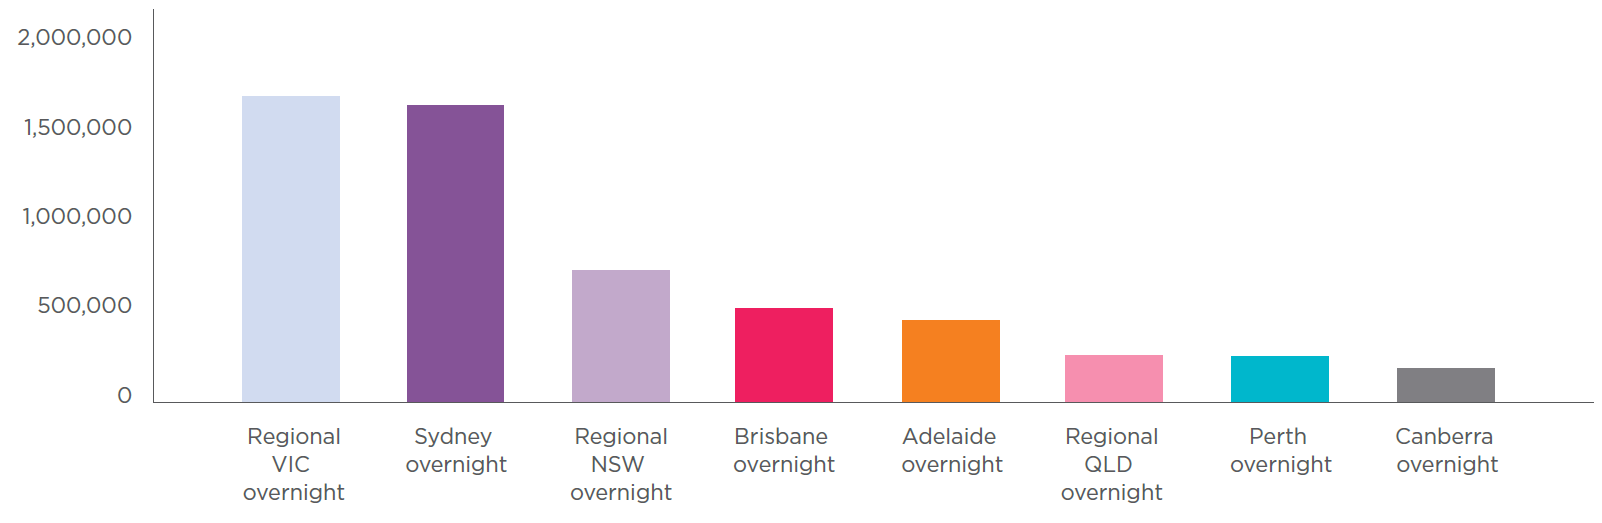 2,000,000
1,500,000
1,000,000
500,000
0
Regional
VIC
overnight
Sydney
overnight
Regional
NSW
overnight
Brisbane
overnight
Adelaide
overnight
Regional
QLD
overnight
Perth
overnight
Canberra
overnight